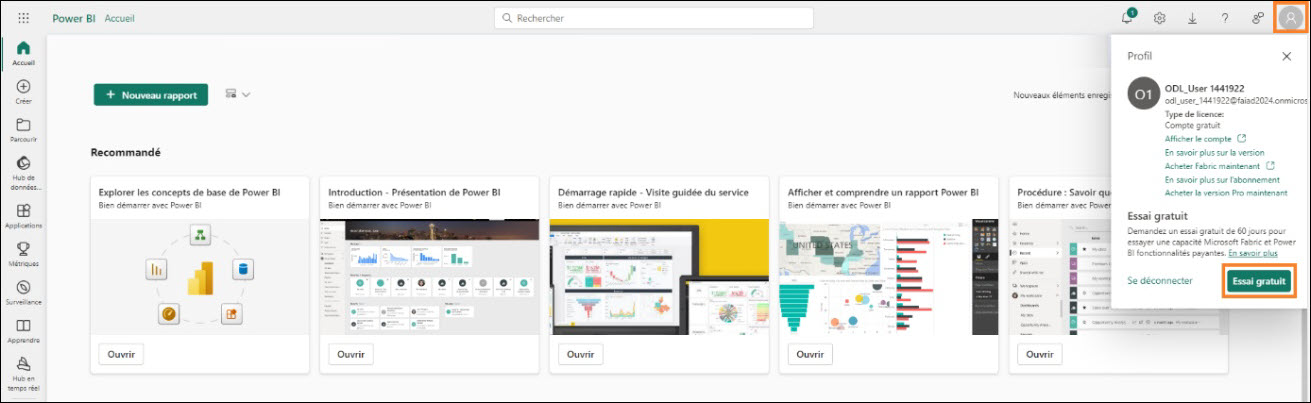 Power BI Accueil
Rechercher
1
Accueil
Créer
Parcourir
Hub de
données...
Applications
Métriques
Surveillance
Apprendre
Hub en
temps réel
+ Nouveau rapport
Nouveaux éléments enregis
Recommandé
Explorer les concepts de base de Power BI
Bien démarrer avec Power BI
Ouvrir
Introduction - Présentation de Power BI
Bien démarrer avec Power BI
Ouvrir
Démarrage rapide - Visite guidée du service
Bien démarrer avec Power BI
Ouvrir
Afficher et comprendre un rapport Power BI
Bien démarrer avec Power BI
UNITED STATES
Ouvrir
Procédure : Savoir qu
Bien démarrer avec Power BI
Ouvrir
Profil
O1
ODL_User 1441922
odl_user_1441922@faiad2024.onmicros
Type de licence:
Compte gratuit
Afficher le compte
En savoir plus sur la version
Acheter Fabric maintenant
En savoir plus sur l'abonnement
Acheter la version Pro maintenant
Essai gratuit
Demandez un essai gratuit de 60 jours pour
essayer une capacité Microsoft Fabric et Power
BI fonctionnalités payantes. En savoir plus
Se déconnecter
Essai gratuit